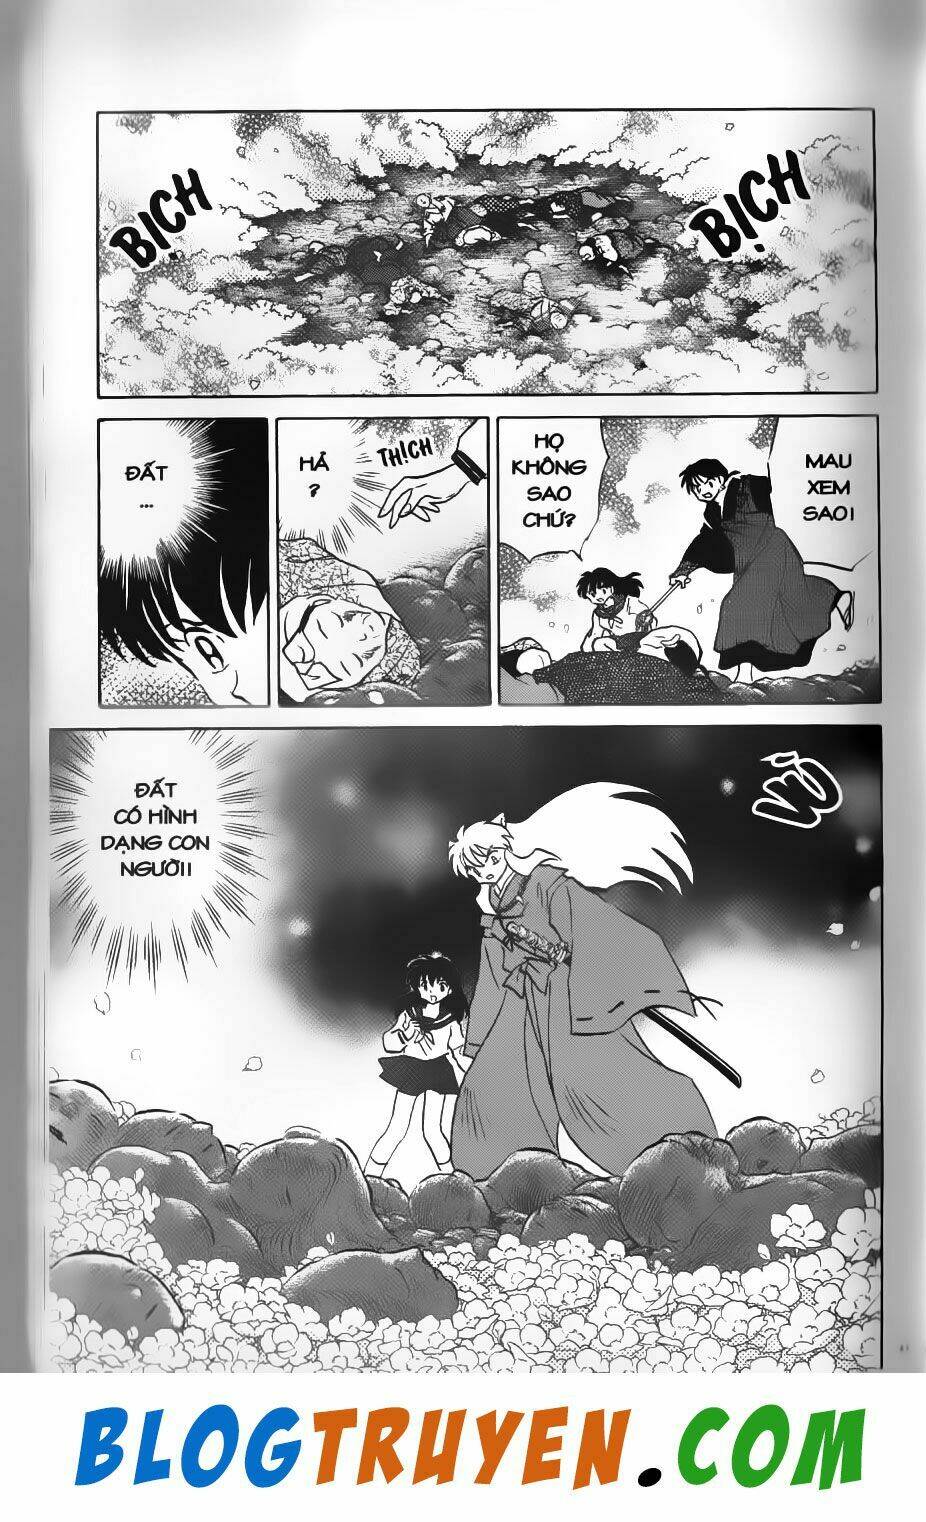 BỊCH
BỊCH
MAU
XEM
SAO!
HỌ
KHÔNG
SAO
CHỨ?
THỊCH
HẢ
?
ĐẤT
...
VŨ
ĐẤT
CÓ HÌNH
DẠNG CON
NGƯỜI!
BLOGTRUYEN.COM